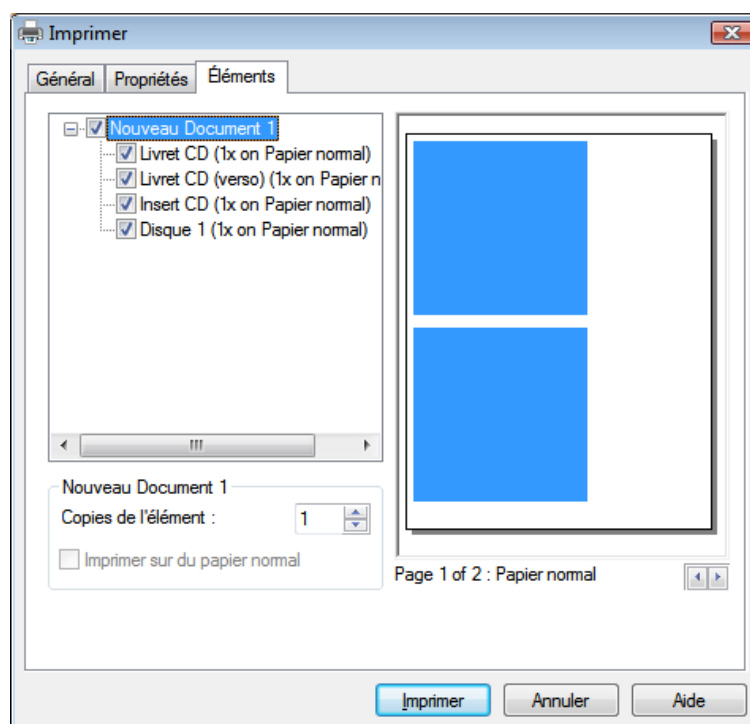 Imprimer
Général Propriétés Éléments
Nouveau Document 1
Livret CD (1x on Papier normal)
Livret CD (verso) (1x on Papier n
Insert CD (1x on Papier normal)
Disque 1 (1x on Papier normal)
Nouveau Document 1
Copies de l'élément : 1
Imprimer sur du papier normal
Page 1 of 2 : Papier normal
Imprimer Annuler Aide